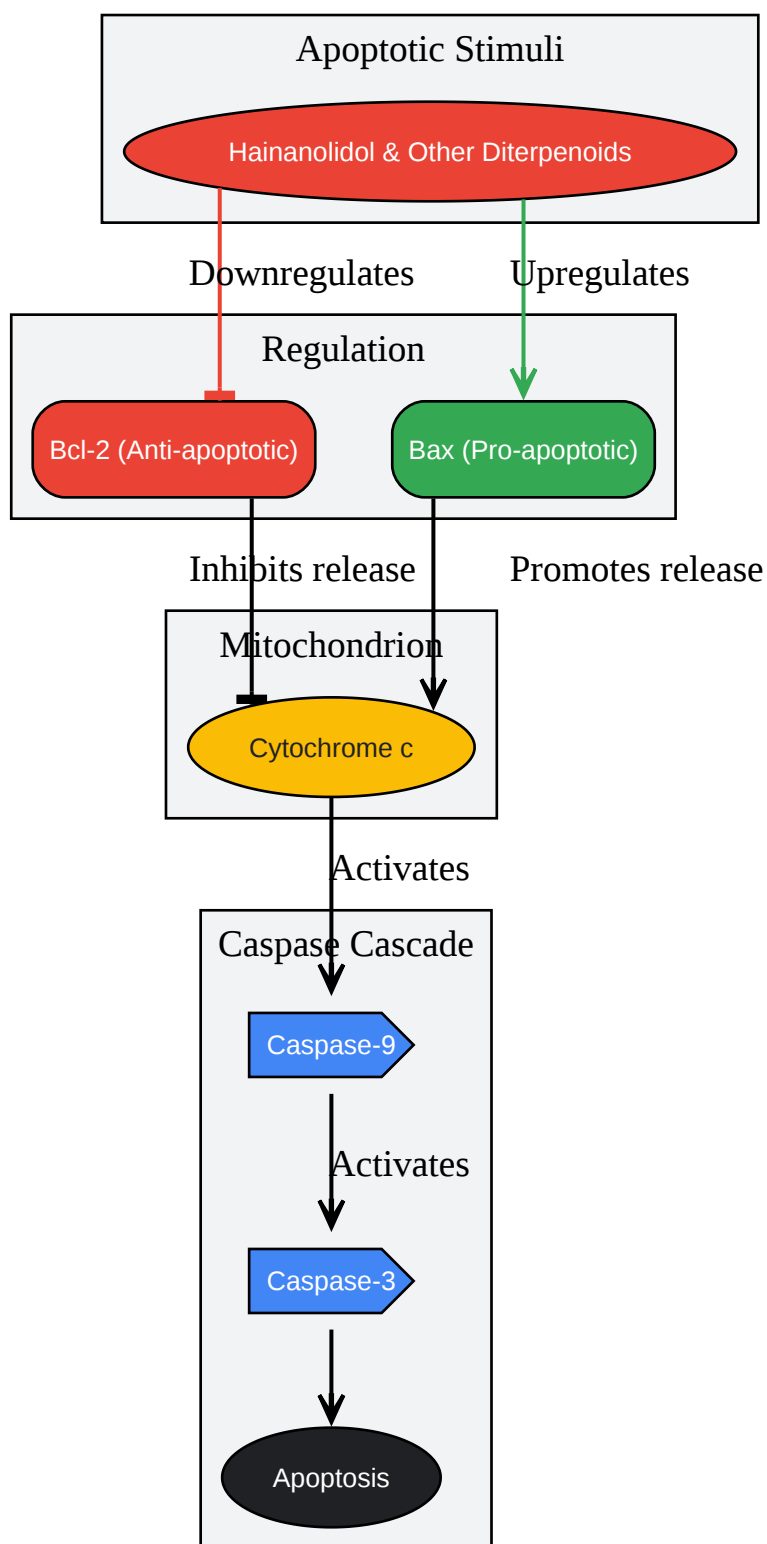 Apoptotic Stimuli
Hainanolidol & Other Diterpenoids
Downregulates
Upregulates
Regulation
Bcl-2 (Anti-apoptotic)
Bax (Pro-apoptotic)
Inhibits release
Promotes release
Mitochondrion
Cytochrome c
Activates
Caspase Cascade
Caspase-9
Activates
Caspase-3
Apoptosis